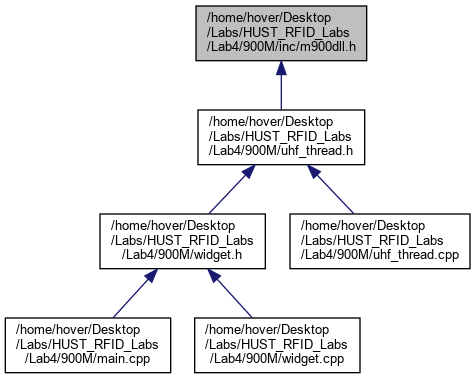 /home/hover/Desktop
/Labs/HUST_RFID_Labs
/Lab4/900M/inc/m900dll.h
/home/hover/Desktop
/Labs/HUST_RFID_Labs
/Lab4/900M/uhf_thread.h
/home/hover/Desktop
/Labs/HUST_RFID_Labs
/Lab4/900M/widget.h
/home/hover/Desktop
/Labs/HUST_RFID_Labs
/Lab4/900M/uhf_thread.cpp
/home/hover/Desktop
/Labs/HUST_RFID_Labs
/Lab4/900M/main.cpp
/home/hover/Desktop
/Labs/HUST_RFID_Labs
/Lab4/900M/widget.cpp